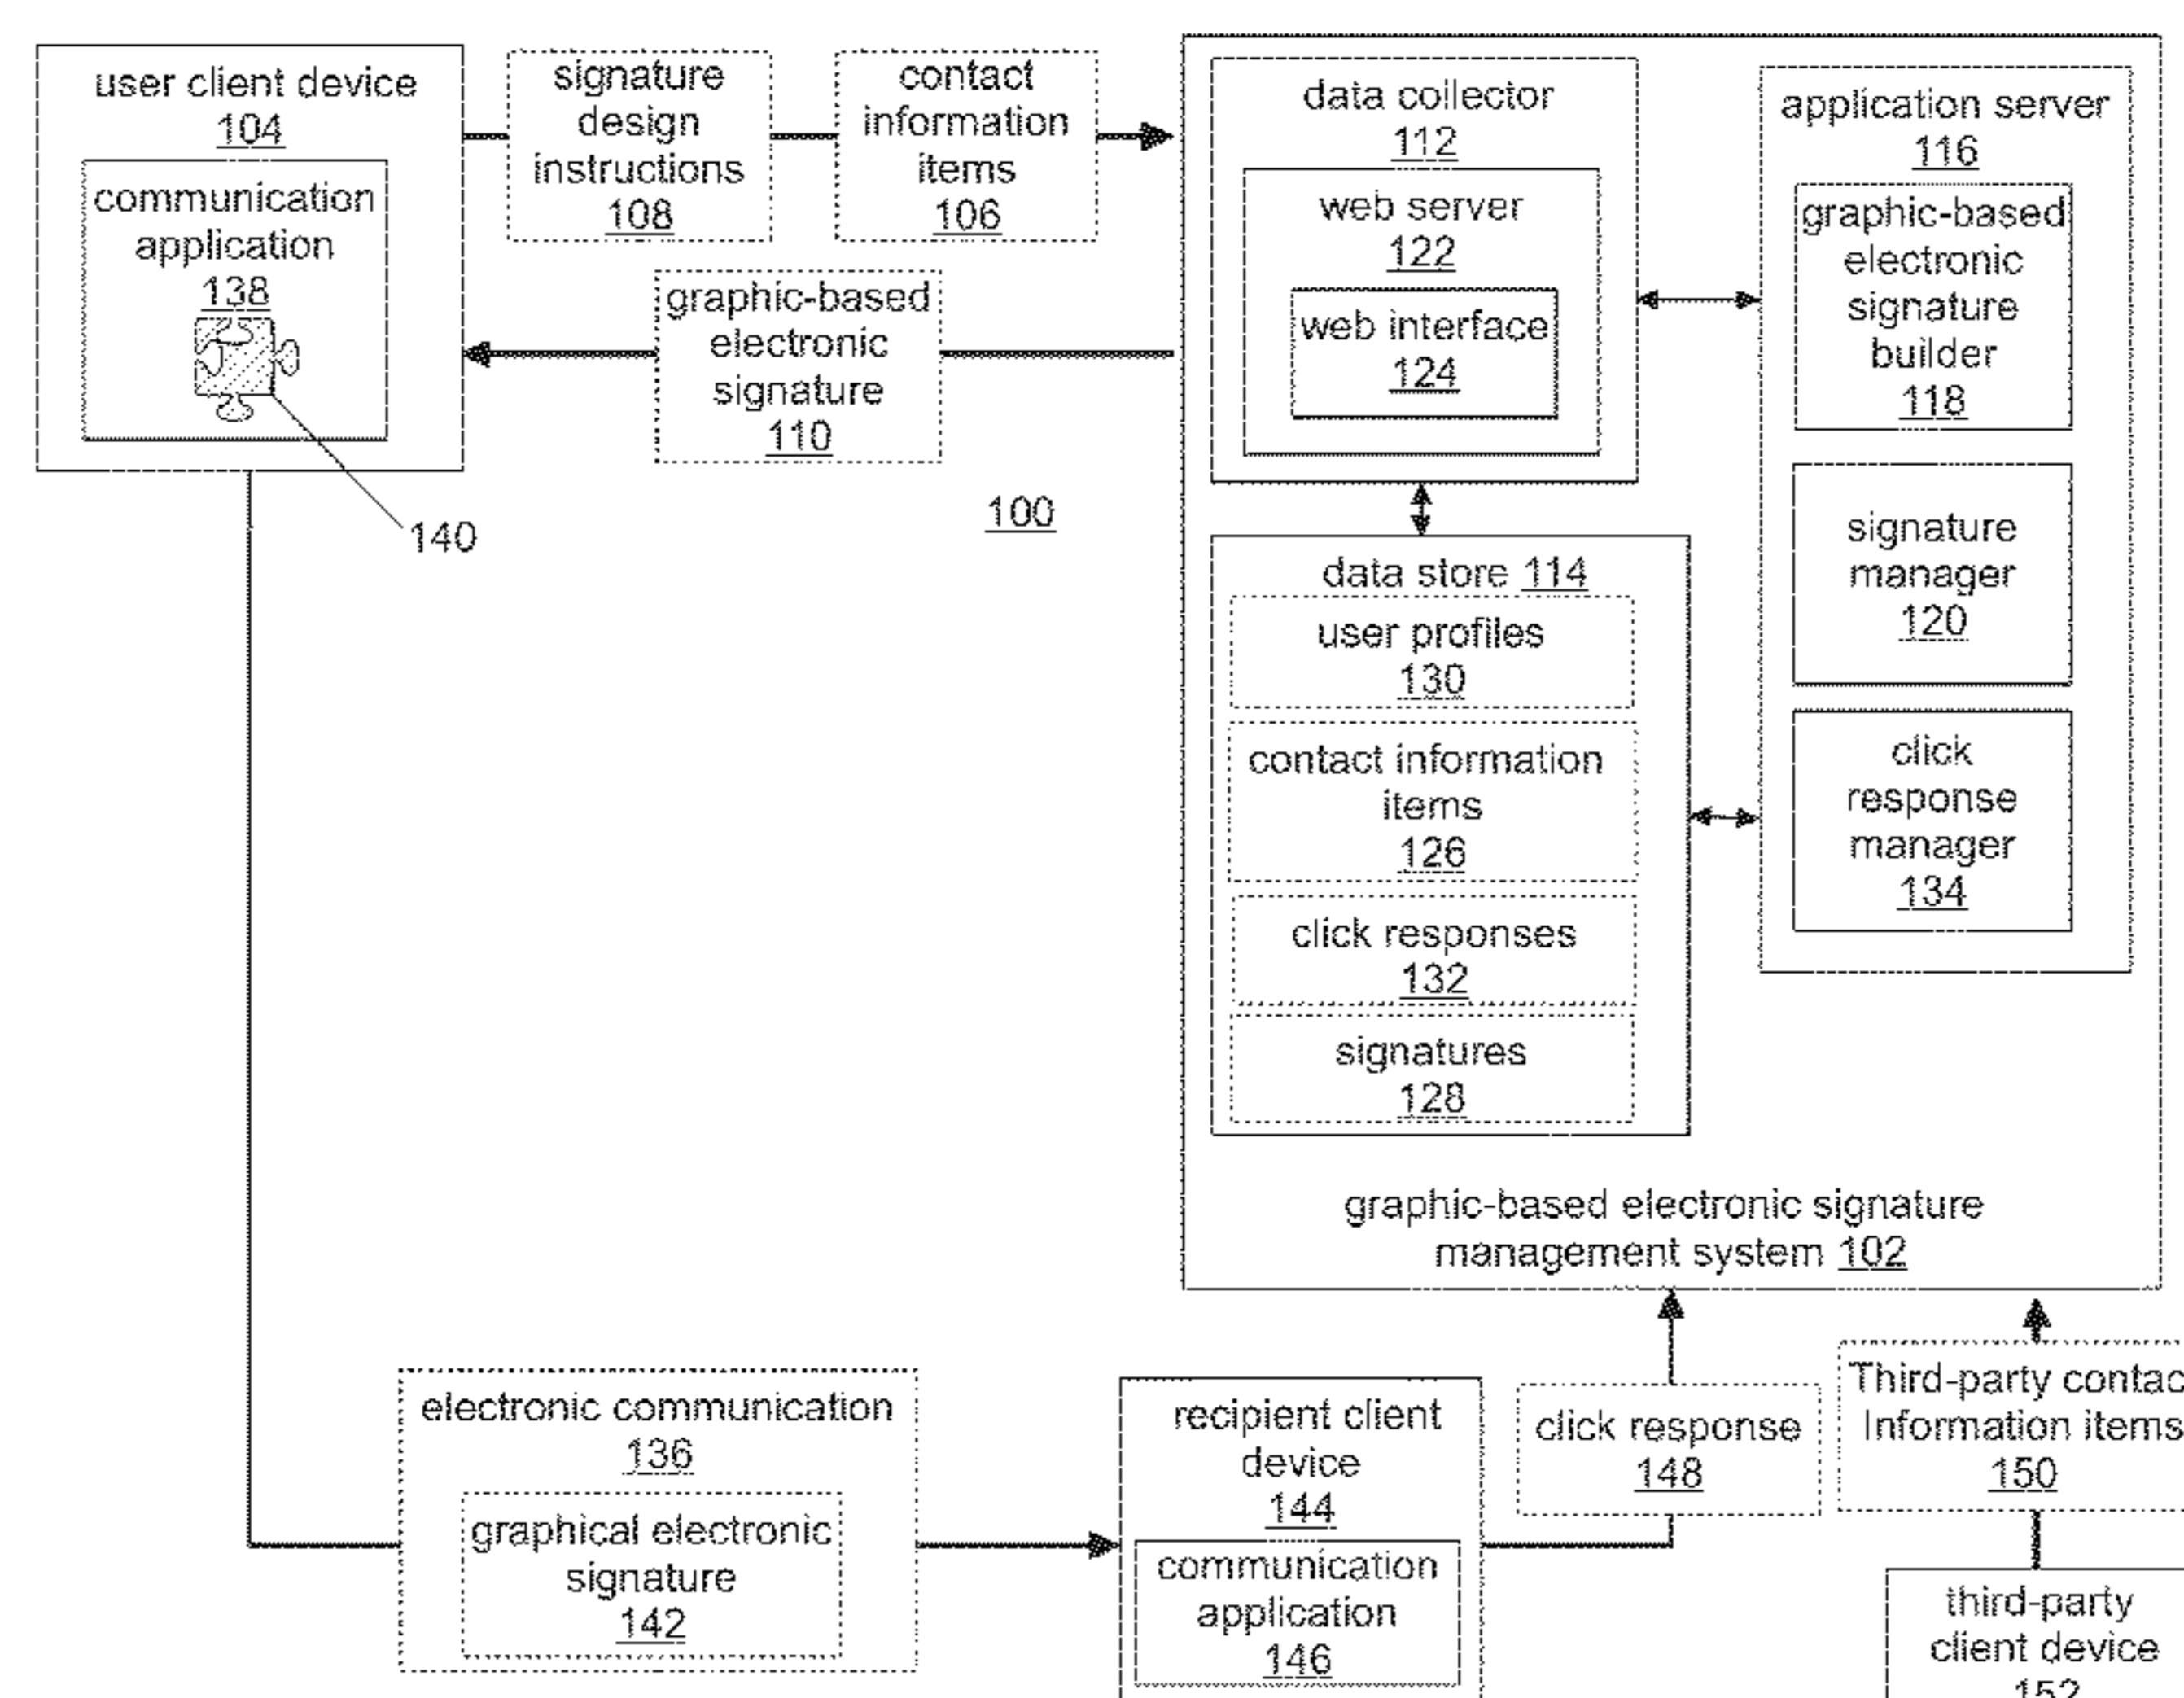 user client device
104
communication
application
138
140
signature
design
instructions
108
contact
information
items
106
graphic-based
electronic
signature
110
100
data collector
112
web server
122
web interface
124
application server
116
graphic-based
electronic
signature
builder
118
signature
manager
120
click
response
manager
134
data store 114
user profiles
130
contact information
items
126
click responses
132
signatures
128
graphic-based electronic signature
management system 102
electronic communication
136
graphical electronic
signature
142
recipient client
device
144
communication
application
146
click response
148
Third-party contac
Information items
150
third-party
client device
152